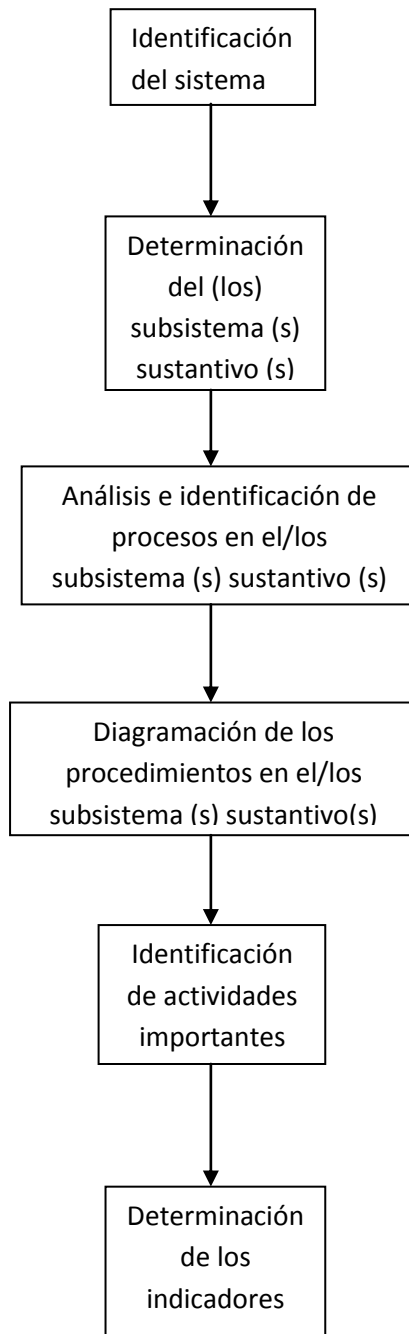 Identificación
del sistema
Determinación
del (los)
subsistema (s)
sustantivo (s)
Análisis e identificación de
procesos en el/los
subsistema (s) sustantivo (s)
Diagramación de los
procedimientos en el/los
subsistema (s) sustantivo(s)
Identificación
de actividades
importantes
Determinación
de los
indicadores